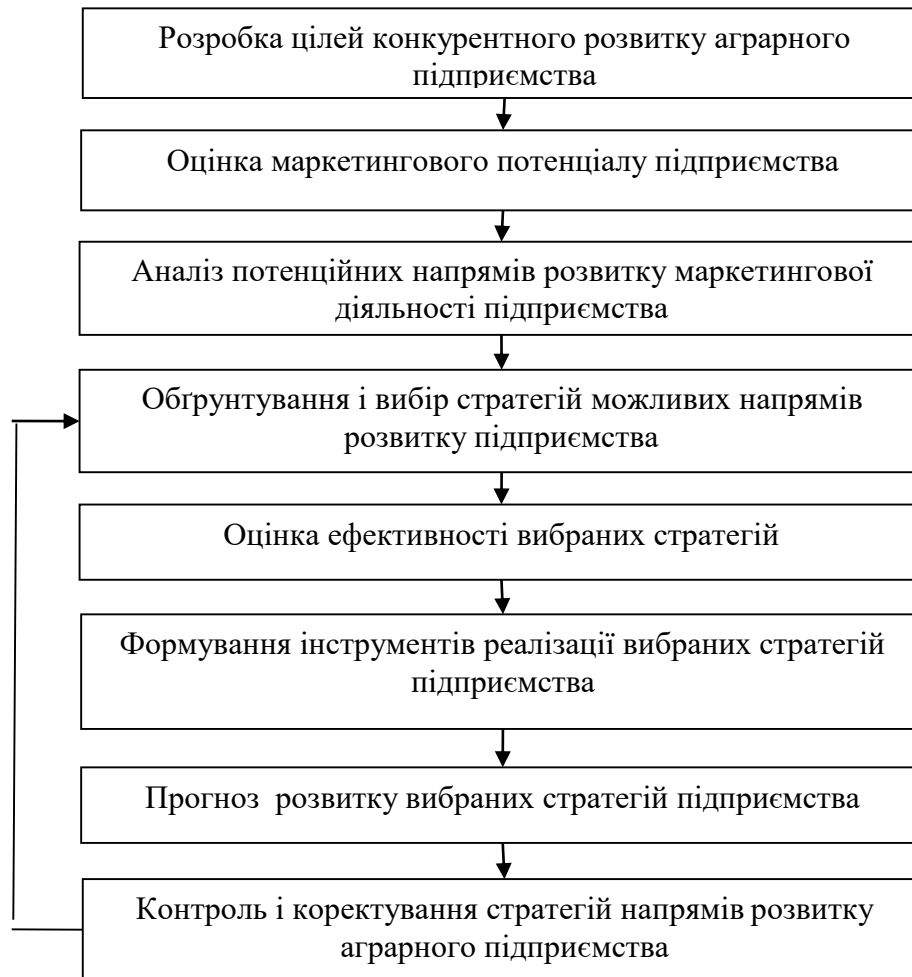 Розробка цілей конкурентного розвитку аграрного
підприємства
Оцінка маркетингового потенціалу підприємства
Аналіз потенційних напрямів розвитку маркетингової
діяльності підприємства
Обґрунтування і вибір стратегій можливих напрямів
розвитку підприємства
Оцінка ефективності вибраних стратегій
Формування інструментів реалізації вибраних стратегій
підприємства
Прогноз розвитку вибраних стратегій підприємства
Контроль і коректування стратегій напрямів розвитку
аграрного підприємства